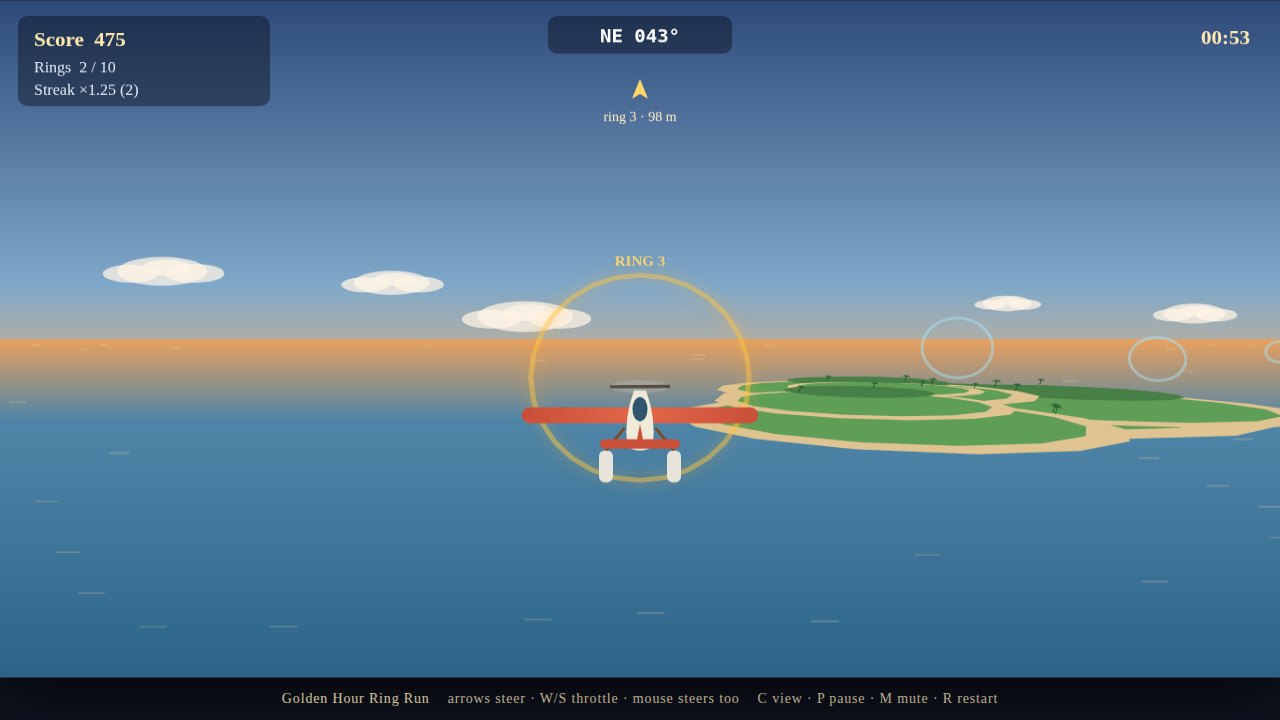 Score 475
Rings 2 / 10
Streak ×1.25 (2)
NE 043°
ring 3 · 98 m
00:53
RING 3
Golden Hour Ring Run arrows steer · W/S throttle · mouse steers too C view · P pause · M mute · R restart